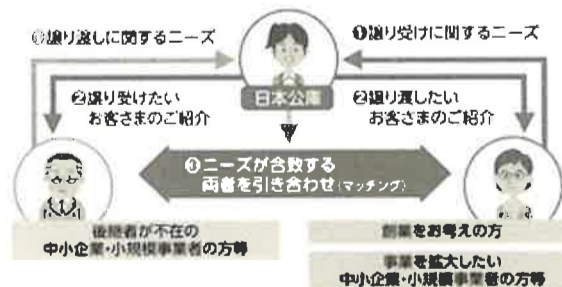 ①譲り渡しに関するニーズ
❶譲り受けに関するニーズ
日本公庫
②譲り受けたい
お客さまのご紹介
❷譲り渡したい
お客さまのご紹介
❸ニーズが合致する
両者を引き合わせ(マッチング)
後継者が不在の
中小企業・小規模事業者の方等
創業をお考えの方
事業を拡大したい
中小企業・小規模事業者の方等